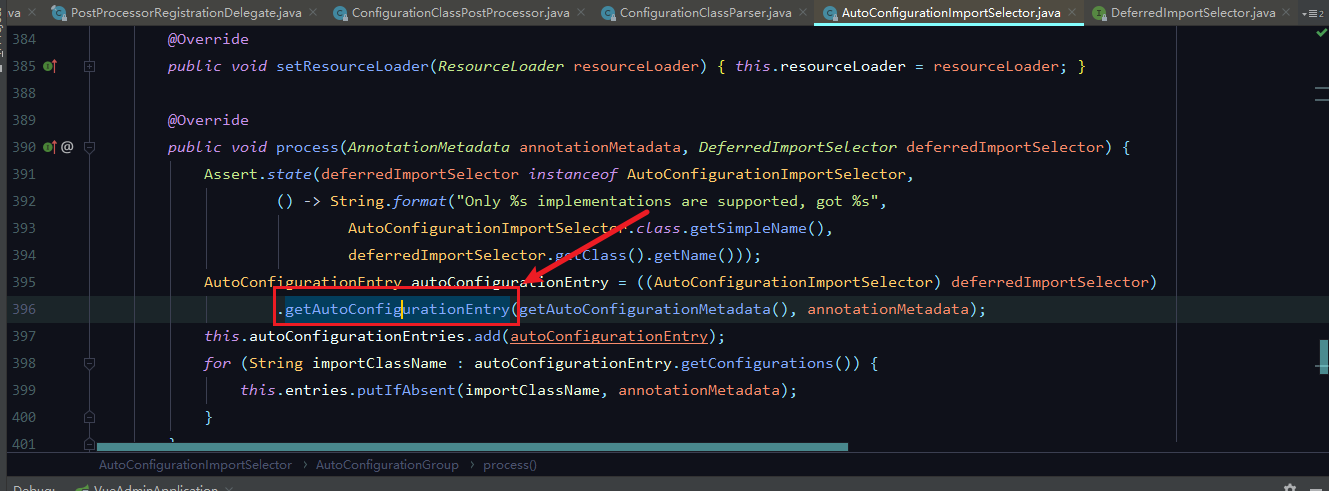 va PostProcessorRegistrationDelegate.java ConfigurationClassPostProcessor.java ConfigurationClassParser.java AutoConfigurationImportSelector.java DeferredImportSelector.java
384 @Override
385 public void setResourceLoader(ResourceLoader resourceLoader) { this.resourceLoader = resourceLoader; }
388
389 @Override
390 @ public void process(AnnotationMetadata annotationMetadata, DeferredImportSelector deferredImportSelector) {
391 Assert.state(deferredImportSelector instanceof AutoConfigurationImportSelector,
392 () -> String.format("Only %s implementations are supported, got %s",
393 AutoConfigurationImportSelector.class.getSimpleName(),
394 deferredImportSelector.getClass().getName()));
395 AutoConfigurationEntry autoConfigurationEntry = ((AutoConfigurationImportSelector) deferredImportSelector)
396 .getAutoConfigurationEntry(getAutoConfigurationMetadata(), annotationMetadata);
397 this.autoConfigurationEntries.add(autoConfigurationEntry);
398 for (String importClassName : autoConfigurationEntry.getConfigurations()) {
399 this.entries.putIfAbsent(importClassName, annotationMetadata);
400 }
401 }
AutoConfigurationImportSelector › AutoConfigurationGroup › process()
Debug: VueAdminApplication